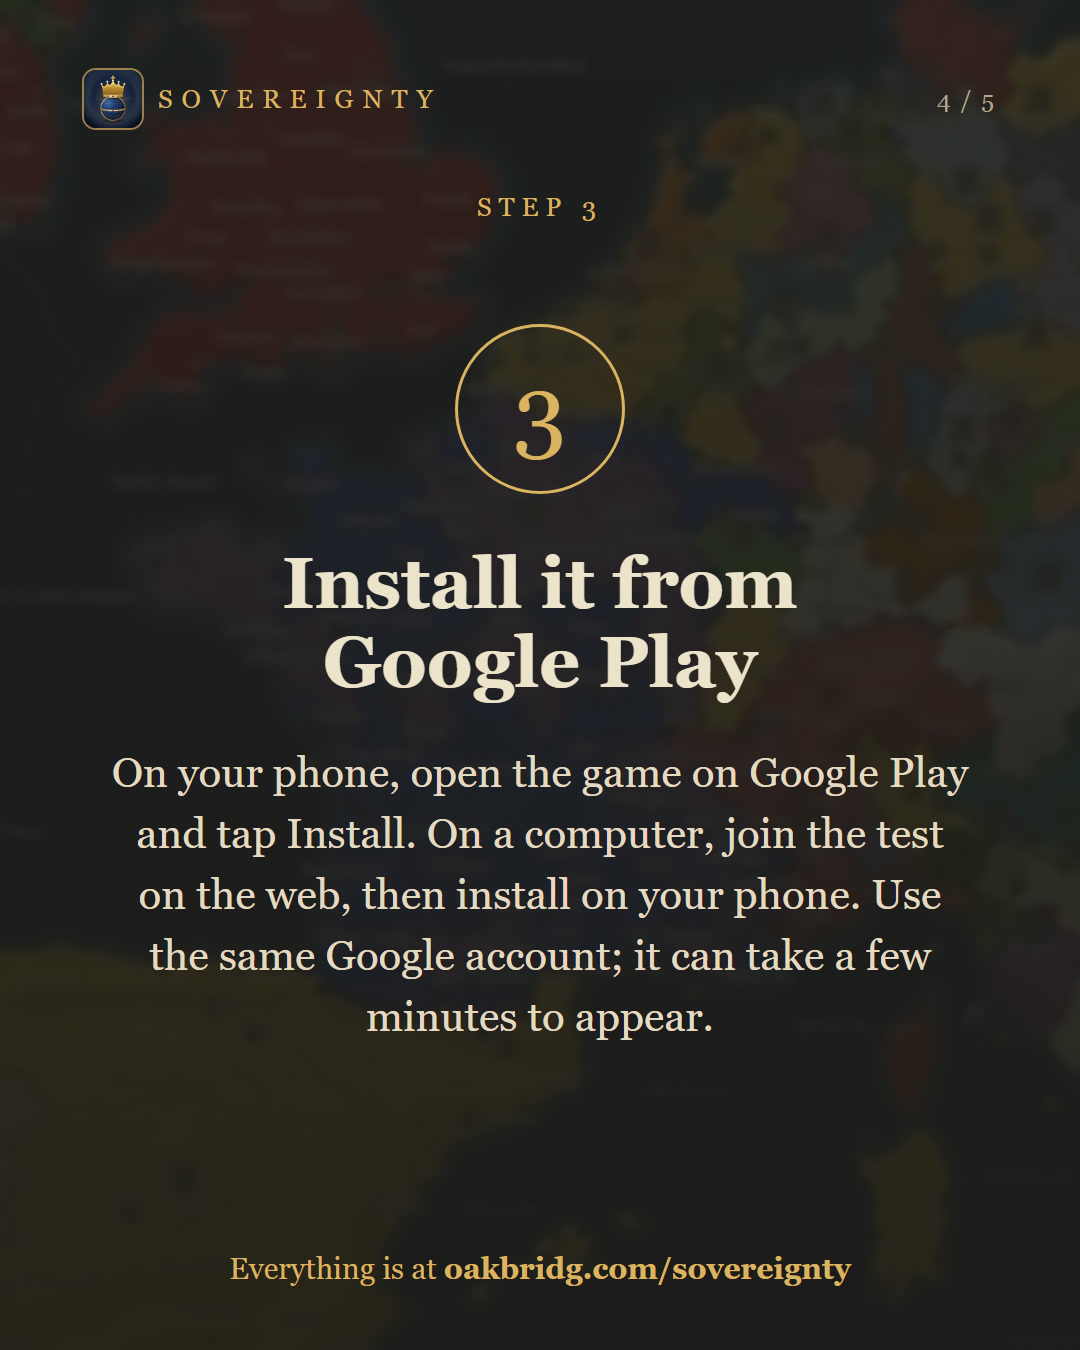 SOVEREIGNTY
4 / 5
STEP 3
3
Install it from
Google Play
On your phone, open the game on Google Play
and tap Install. On a computer, join the test
on the web, then install on your phone. Use
the same Google account; it can take a few
minutes to appear.
Everything is at oakbridg.com/sovereignty